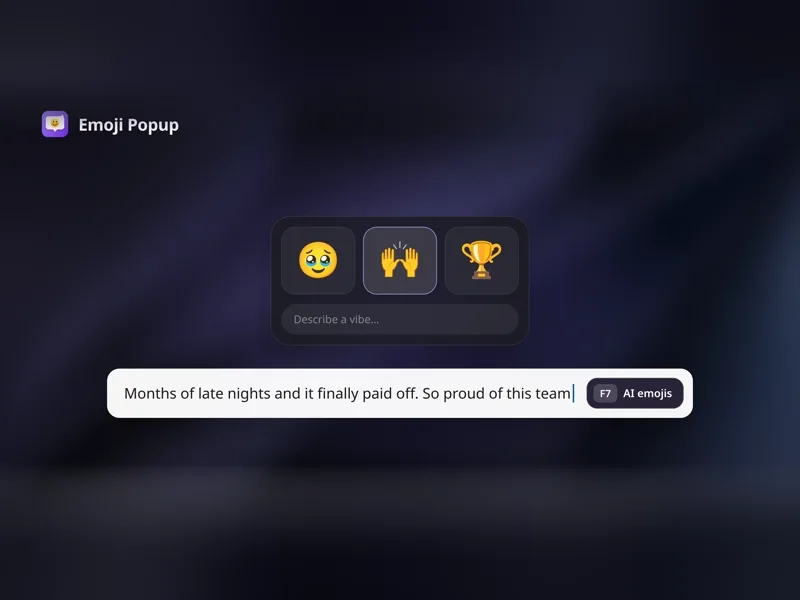 Emoji Popup
Describe a vibe...
Months of late nights and it finally paid off. So proud of this team
F7 AI emojis